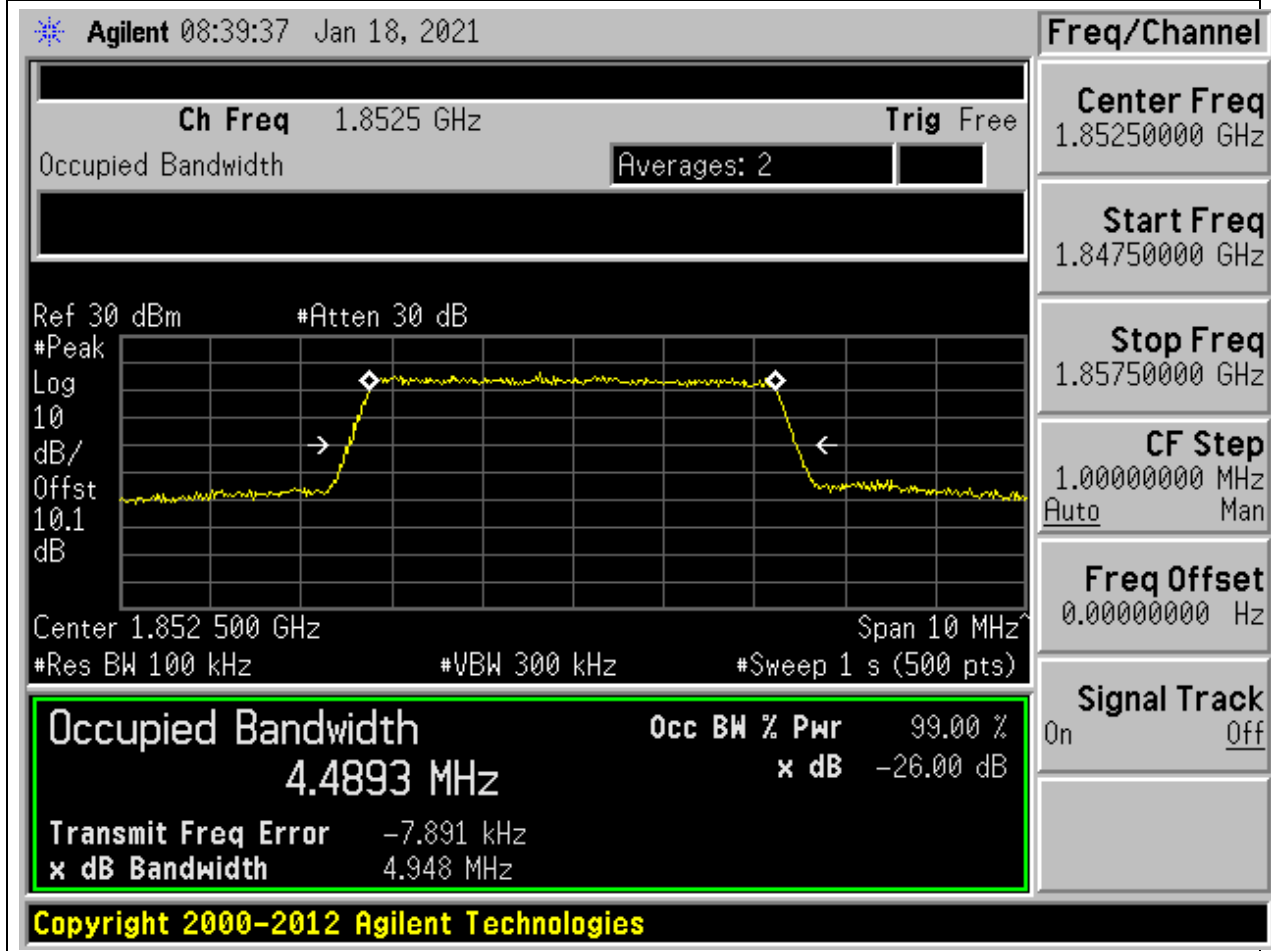 Agilent 08:39:37 Jan 18, 2021
Freq/Channel
Ch Freq 1.8525 GHz Trig Free
Occupied Bandwidth Averages: 2
Ref 30 dBm #Atten 30 dB
#Peak
Log
10
dB/
Offst
10.1
dB
Center 1.852 500 GHz Span 10 MHz^
#Res BW 100 kHz #VBW 300 kHz #Sweep 1 s (500 pts)
Occupied Bandwidth Occ BW % Pwr 99.00 %
4.4893 MHz x dB -26.00 dB
Transmit Freq Error -7.891 kHz
x dB Bandwidth 4.948 MHz
Center Freq
1.85250000 GHz
Start Freq
1.84750000 GHz
Stop Freq
1.85750000 GHz
CF Step
1.00000000 MHz
Auto Man
Freq Offset
0.00000000 Hz
Signal Track
On Off
Copyright 2000-2012 Agilent Technologies